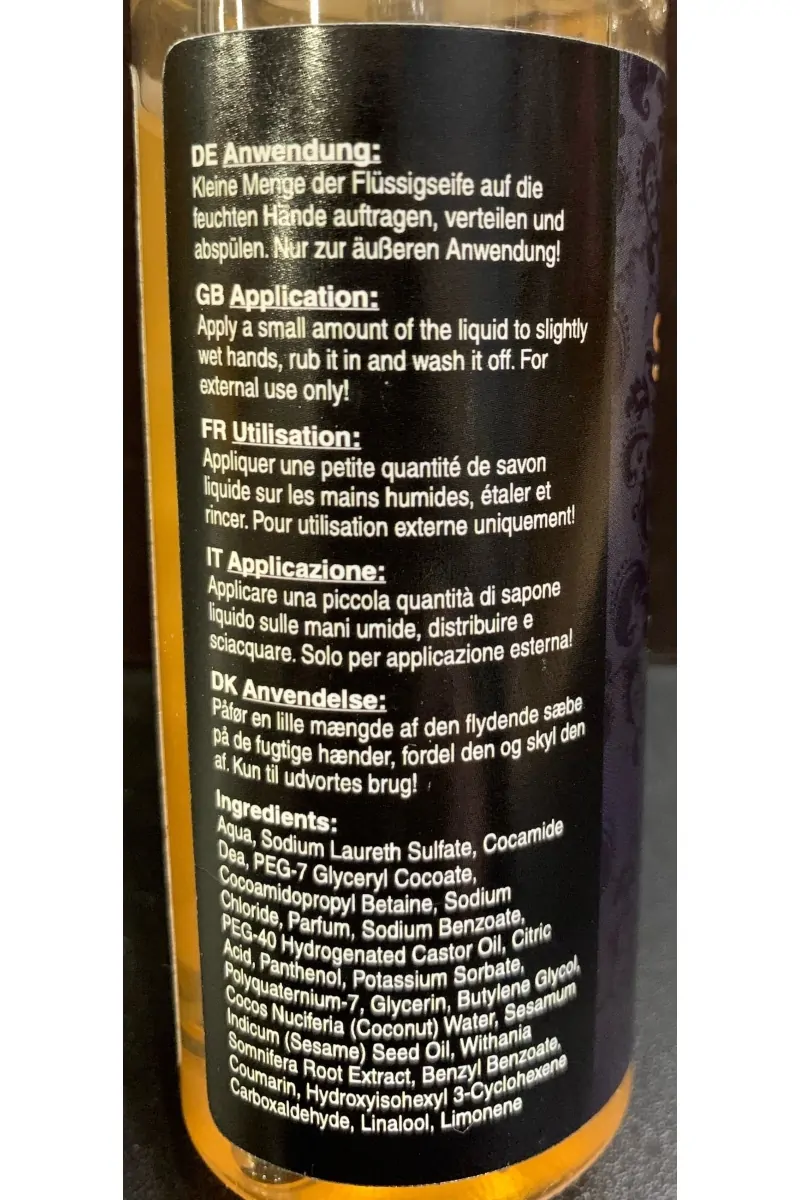 DE Anwendung:
Kleine Menge der Flüssigseife auf die
feuchten Hände auftragen, verteilen und
abspülen. Nur zur äußeren Anwendung!
GB Application:
Apply a small amount of the liquid to slightly
wet hands, rub it in and wash it off. For
external use only!
FR Utilisation:
Appliquer une petite quantité de savon
liquide sur les mains humides, étaler et
rincer. Pour utilisation externe uniquement!
IT Applicazione:
Applicare una piccola quantità di sapone
liquido sulle mani umide, distribuire e
sciacquare. Solo per applicazione esterna!
DK Anvendelse:
Påfør en lille mængde af den flydende sæbe
på de fugtige hænder, fordel den og skyl den
af. Kun til udvortes brug!
Ingredients:
Aqua, Sodium Laureth Sulfate, Cocamide
Dea, PEG-7 Glyceryl Cocoate,
Cocoamidopropyl Betaine, Sodium
Chloride, Parfum, Sodium Benzoate,
PEG-40 Hydrogenated Castor Oil, Citric
Acid, Panthenol, Potassium Sorbate,
Polyquaternium-7, Glycerin, Butylene Glycol,
Cocos Nuciferia (Coconut) Water, Sesamum
Indicum (Sesame) Seed Oil, Withania
Somnifera Root Extract, Benzyl Benzoate,
Coumarin, Hydroxyisohexyl 3-Cyclohexene
Carboxaldehyde, Linalool, Limonene